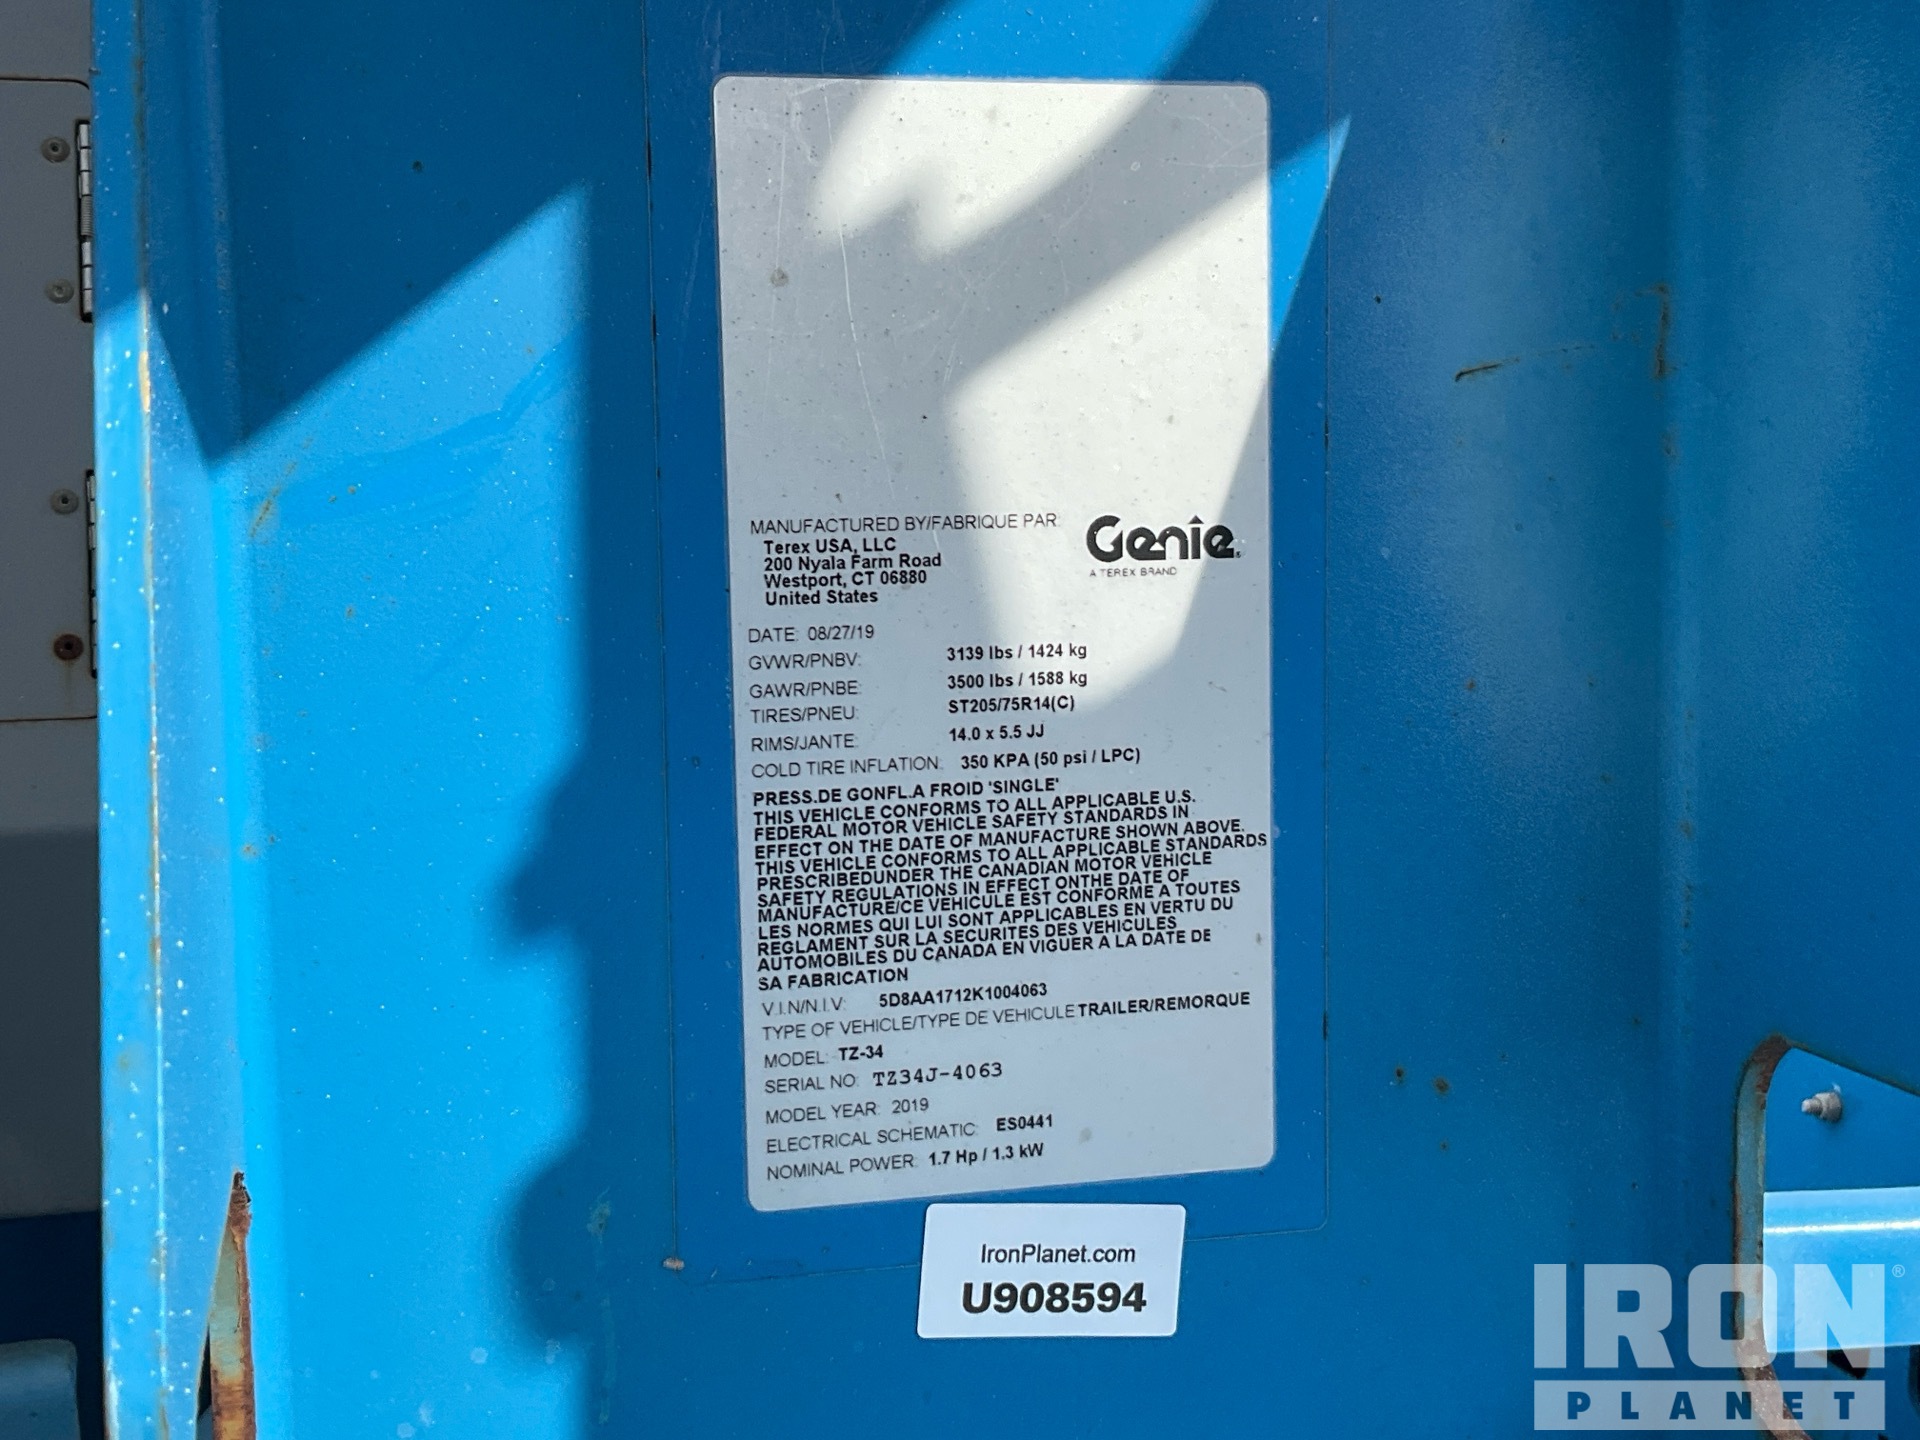 MANUFACTURED BY/FABRIQUE PAR:
Genie®
A TEREX BRAND
Terex USA, LLC
200 Nyala Farm Road
Westport, CT 06880
United States
DATE: 08/27/19
GVWR/PNBV: 3139 lbs / 1424 kg
GAWR/PNBE: 3500 lbs / 1588 kg
TIRES/PNEU: ST205/75R14(C)
RIMS/JANTE: 14.0 x 5.5 JJ
COLD TIRE INFLATION: 350 KPA (50 psi / LPC)
PRESS.DE GONFL.A FROID 'SINGLE'
THIS VEHICLE CONFORMS TO ALL APPLICABLE U.S.
FEDERAL MOTOR VEHICLE SAFETY STANDARDS IN
EFFECT ON THE DATE OF MANUFACTURE SHOWN ABOVE.
THIS VEHICLE CONFORMS TO ALL APPLICABLE STANDARDS
PRESCRIBEDUNDER THE CANADIAN MOTOR VEHICLE
SAFETY REGULATIONS IN EFFECT ONTHE DATE OF
MANUFACTURE/CE VEHICULE EST CONFORME A TOUTES
LES NORMES QUI LUI SONT APPLICABLES EN VERTU DU
REGLAMENT SUR LA SECURITES DES VEHICULES
AUTOMOBILES DU CANADA EN VIGUER A LA DATE DE
SA FABRICATION
V.I.N/N.I.V: 5D8AA1712K1004063
TYPE OF VEHICLE/TYPE DE VEHICULE TRAILER/REMORQUE
MODEL: TZ-34
SERIAL NO: TZ34J-4063
MODEL YEAR: 2019
ELECTRICAL SCHEMATIC: ES0441
NOMINAL POWER: 1.7 Hp / 1.3 kW
IronPlanet.com
U908594
IRON®
PLANET